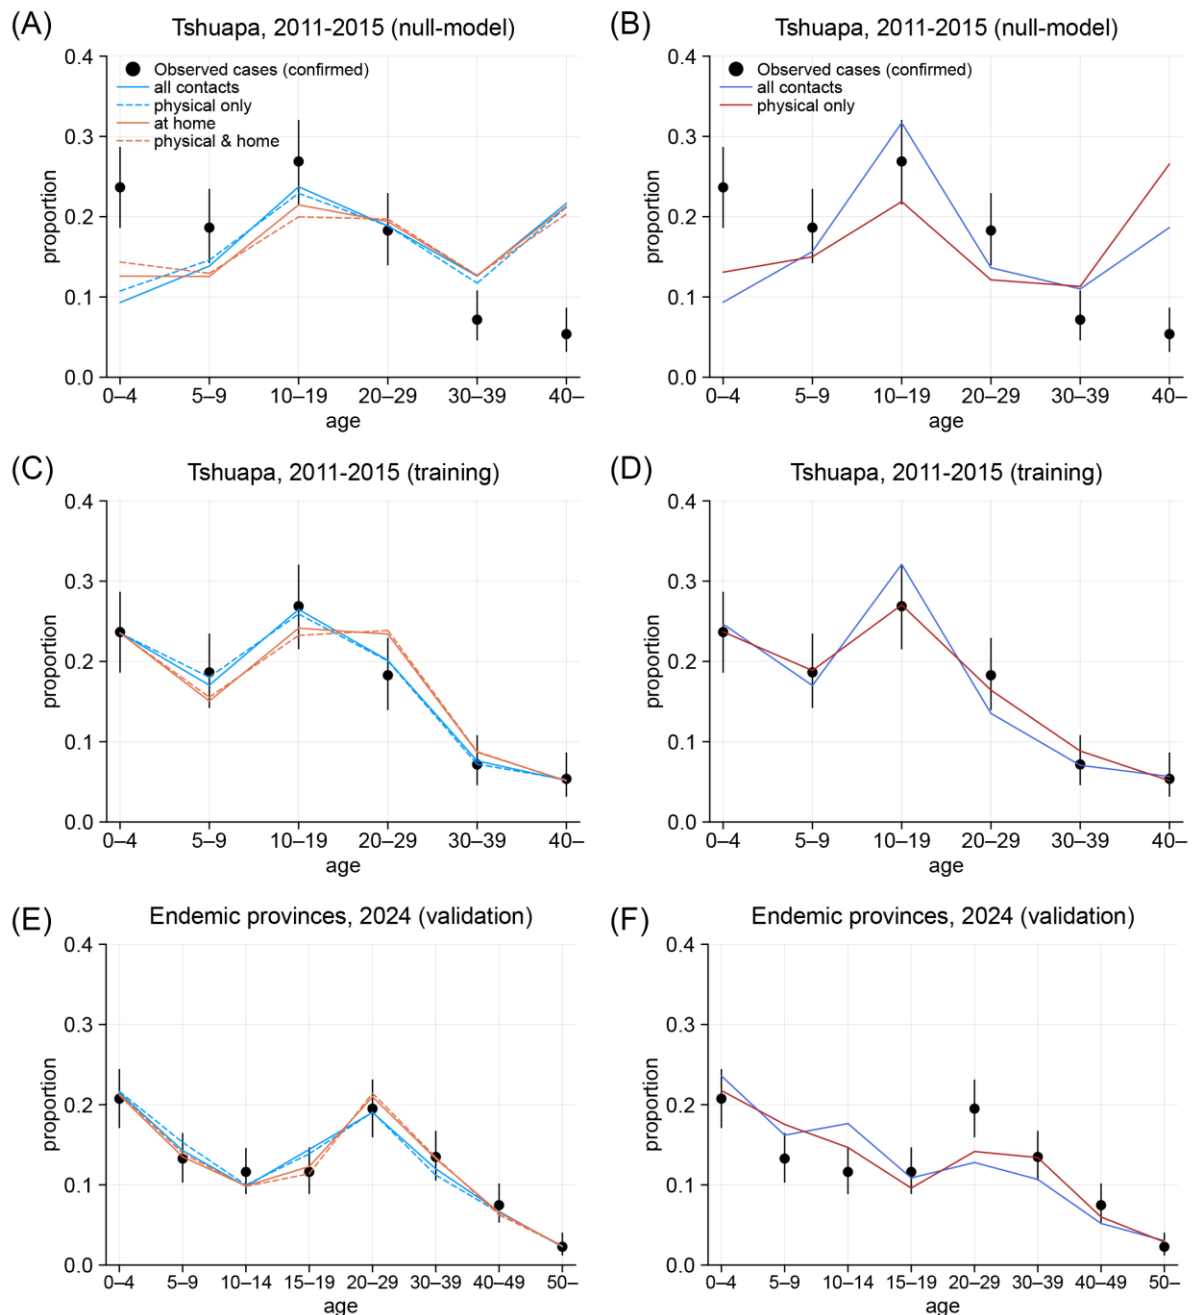 (A) Tshuapa, 2011-2015 (null-model)
0.4
0.3
0.2
0.1
0.0
proportion
Observed cases (confirmed)
all contacts
physical only
at home
physical & home
0–4 5–9 10–19 20–29 30–39 40–
age
(B) Tshuapa, 2011-2015 (null-model)
0.4
0.3
0.2
0.1
0.0
proportion
Observed cases (confirmed)
all contacts
physical only
0–4 5–9 10–19 20–29 30–39 40–
age
(C) Tshuapa, 2011-2015 (training)
0.4
0.3
0.2
0.1
0.0
proportion
0–4 5–9 10–19 20–29 30–39 40–
age
(D) Tshuapa, 2011-2015 (training)
0.4
0.3
0.2
0.1
0.0
proportion
0–4 5–9 10–19 20–29 30–39 40–
age
(E) Endemic provinces, 2024 (validation)
0.4
0.3
0.2
0.1
0.0
proportion
0–4 5–9 10–14 15–19 20–29 30–39 40–49 50–
age
(F) Endemic provinces, 2024 (validation)
0.4
0.3
0.2
0.1
0.0
proportion
0–4 5–9 10–14 15–19 20–29 30–39 40–49 50–
age